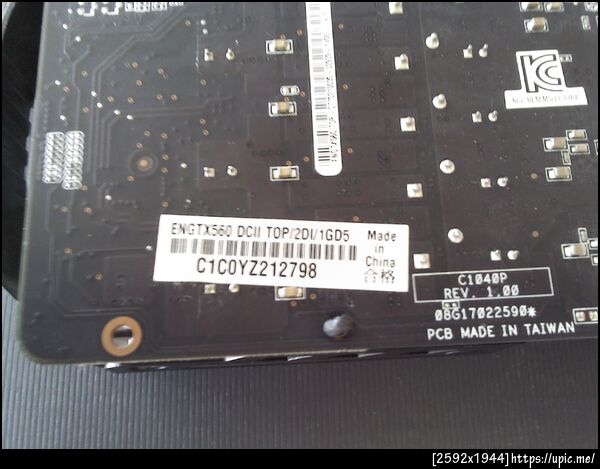 ENGTX560 DCII TOP/2DI/1GD5
Made
in
China
合格
C1C0YZ212798
C1040P
REV. 1.00
08G17022590*
PCB MADE IN TAIWAN
[2592x1944]https://upic.me/